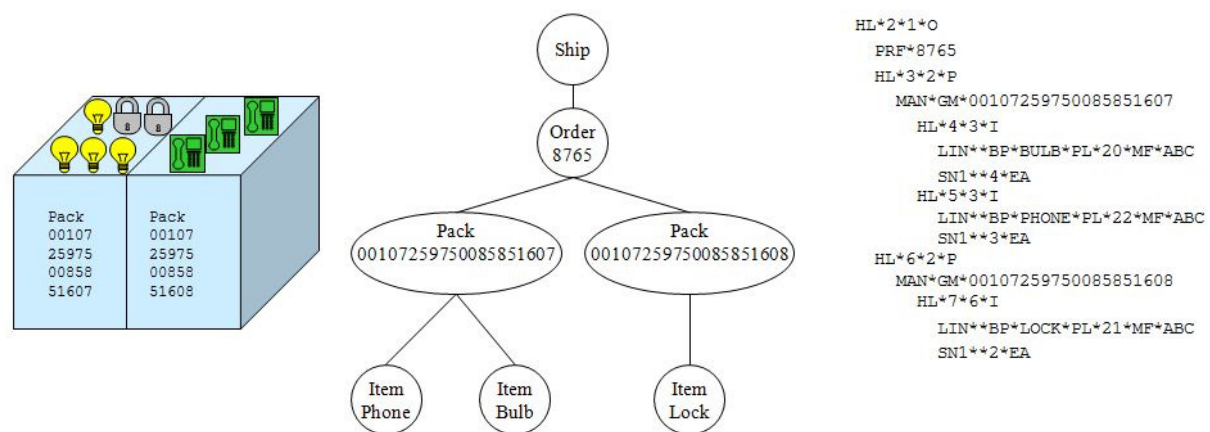 Pack
00107
25975
00858
51607
Pack
00107
25975
00858
51608
Ship
Order
8765
Pack
00107259750085851607
Pack
00107259750085851608
Item
Phone
Item
Bulb
Item
Lock
HL*2*1*O
PRF*8765
HL*3*2*P
MAN*GM*00107259750085851607
HL*4*3*I
LIN**BP*BULB*PL*20*MF*ABC
SN1**4*EA
HL*5*3*I
LIN**BP*PHONE*PL*22*MF*ABC
SN1**3*EA
HL*6*2*P
MAN*GM*00107259750085851608
HL*7*6*I
LIN**BP*LOCK*PL*21*MF*ABC
SN1**2*EA